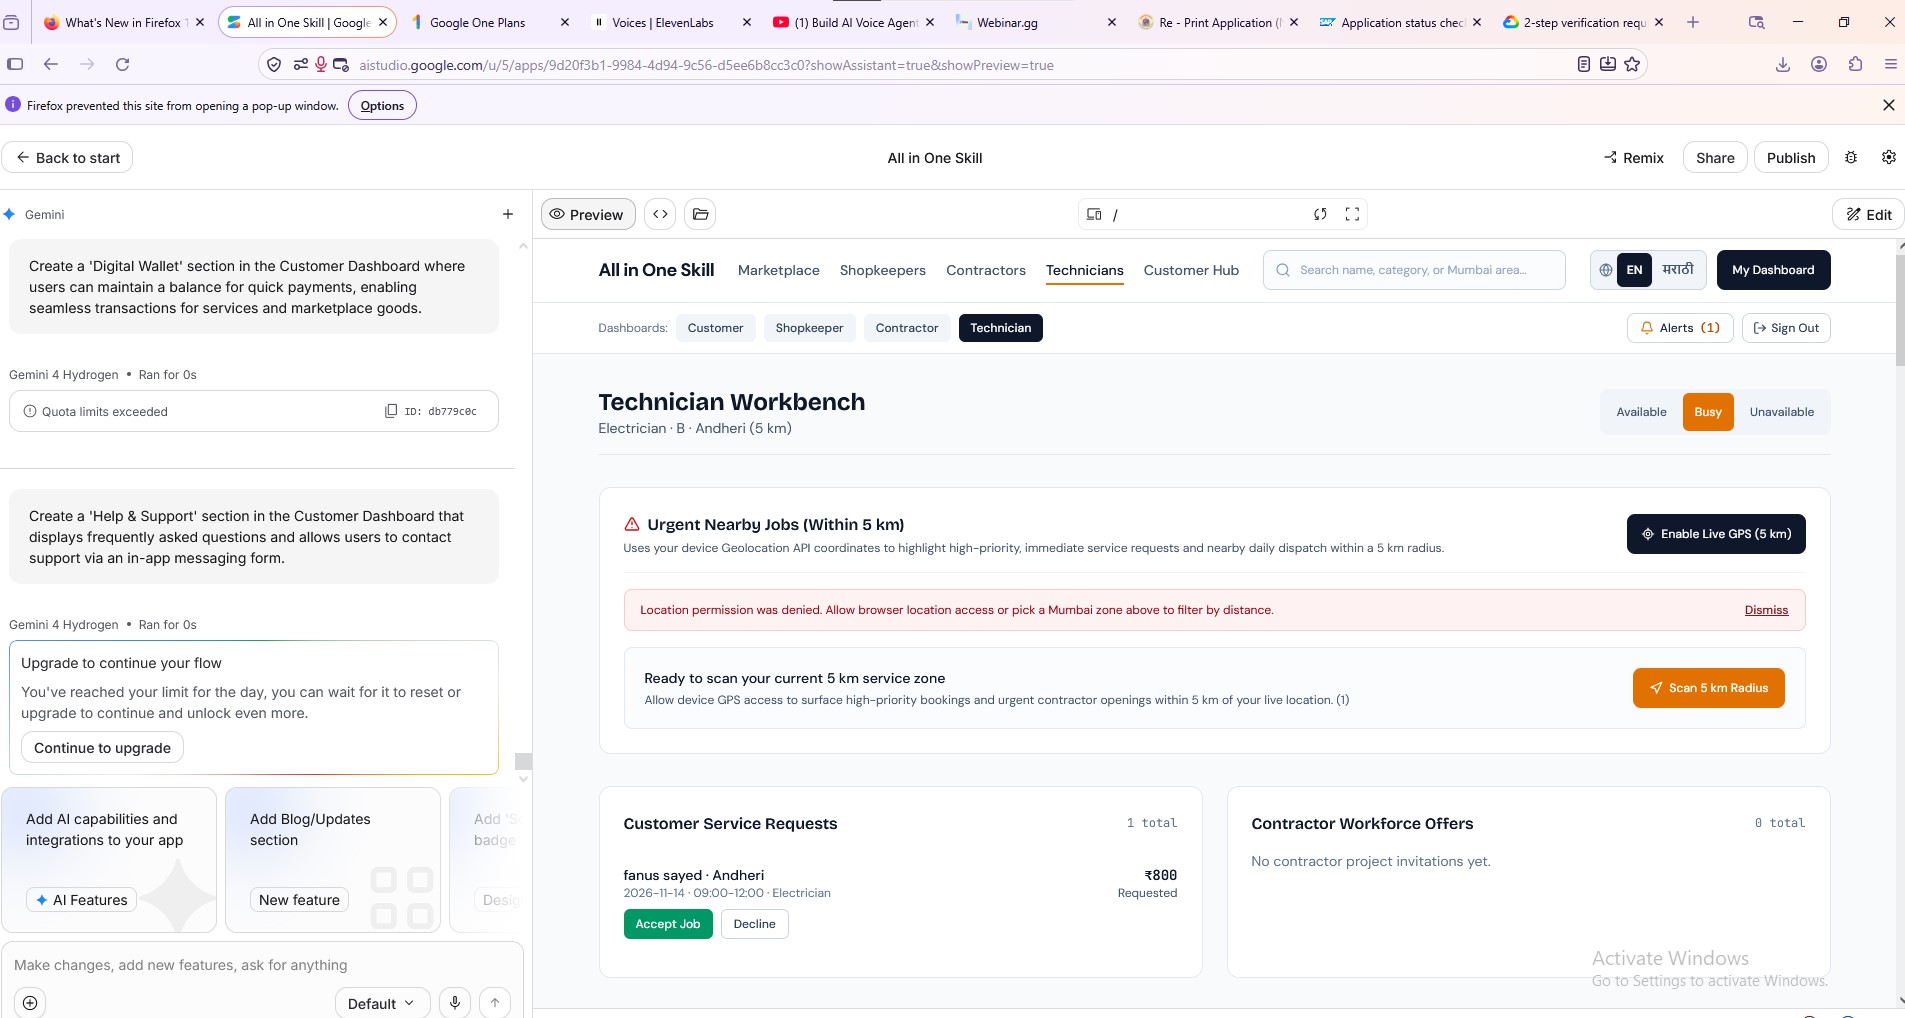 What's New in Firefox
All in One Skill | Google
Google One Plans
Voices | ElevenLabs
(1) Build AI Voice Agent
Webinar.gg
Re - Print Application
Application status chec
2-step verification requ
aistudio.google.com/u/5/apps/9d20f3b1-9984-4d94-9c56-d5ee6b8cc3c0?showAssistant=true&showPreview=true
Firefox prevented this site from opening a pop-up window.
Options
Back to start
All in One Skill
Remix
Share
Publish
Gemini
Create a 'Digital Wallet' section in the Customer Dashboard where
users can maintain a balance for quick payments, enabling
seamless transactions for services and marketplace goods.
Gemini 4 Hydrogen • Ran for 0s
Quota limits exceeded
ID: db779c0c
Create a 'Help & Support' section in the Customer Dashboard that
displays frequently asked questions and allows users to contact
support via an in-app messaging form.
Gemini 4 Hydrogen • Ran for 0s
Upgrade to continue your flow
You've reached your limit for the day, you can wait for it to reset or
upgrade to continue and unlock even more.
Continue to upgrade
Add AI capabilities and
integrations to your app
AI Features
Add Blog/Updates
section
New feature
Add 'S
badge
Desig
Make changes, add new features, ask for anything
Default
Preview
/
Edit
All in One Skill
Marketplace
Shopkeepers
Contractors
Technicians
Customer Hub
Search name, category, or Mumbai area...
EN
मराठी
My Dashboard
Dashboards:
Customer
Shopkeeper
Contractor
Technician
Alerts (1)
Sign Out
Technician Workbench
Electrician · B · Andheri (5 km)
Available
Busy
Unavailable
Urgent Nearby Jobs (Within 5 km)
Uses your device Geolocation API coordinates to highlight high-priority, immediate service requests and nearby daily dispatch within a 5 km radius.
Enable Live GPS (5 km)
Location permission was denied. Allow browser location access or pick a Mumbai zone above to filter by distance.
Dismiss
Ready to scan your current 5 km service zone
Allow device GPS access to surface high-priority bookings and urgent contractor openings within 5 km of your live location. (1)
Scan 5 km Radius
Customer Service Requests
1 total
fanus sayed · Andheri
₹800
2026-11-14 · 09:00-12:00 · Electrician
Requested
Accept Job
Decline
Contractor Workforce Offers
0 total
No contractor project invitations yet.
Activate Windows
Go to Settings to activate Windows.